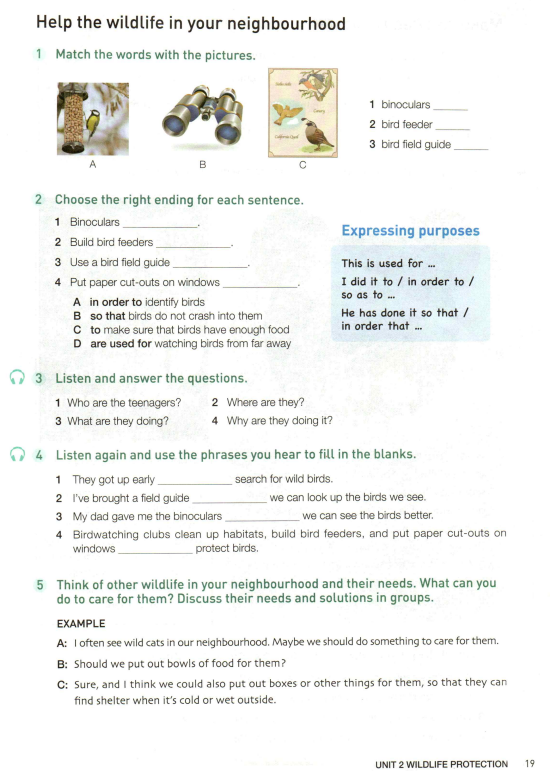 Help the wildlife in your neighbourhood
1 Match the words with the pictures.
A
B
C
1 binoculars ______
2 bird feeder ______
3 bird field guide ______
2 Choose the right ending for each sentence.
1 Binoculars ____________.
2 Build bird feeders ____________.
3 Use a bird field guide ____________.
4 Put paper cut-outs on windows ____________.
A in order to identify birds
B so that birds do not crash into them
C to make sure that birds have enough food
D are used for watching birds from far away
Expressing purposes
This is used for ...
I did it to / in order to /
so as to ...
He has done it so that /
in order that ...
3 Listen and answer the questions.
1 Who are the teenagers?
2 Where are they?
3 What are they doing?
4 Why are they doing it?
4 Listen again and use the phrases you hear to fill in the blanks.
1 They got up early ____________ search for wild birds.
2 I've brought a field guide ____________ we can look up the birds we see.
3 My dad gave me the binoculars ____________ we can see the birds better.
4 Birdwatching clubs clean up habitats, build bird feeders, and put paper cut-outs on
windows ____________ protect birds.
5 Think of other wildlife in your neighbourhood and their needs. What can you
do to care for them? Discuss their needs and solutions in groups.
EXAMPLE
A: I often see wild cats in our neighbourhood. Maybe we should do something to care for them.
B: Should we put out bowls of food for them?
C: Sure, and I think we could also put out boxes or other things for them, so that they can
find shelter when it's cold or wet outside.
UNIT 2 WILDLIFE PROTECTION 19